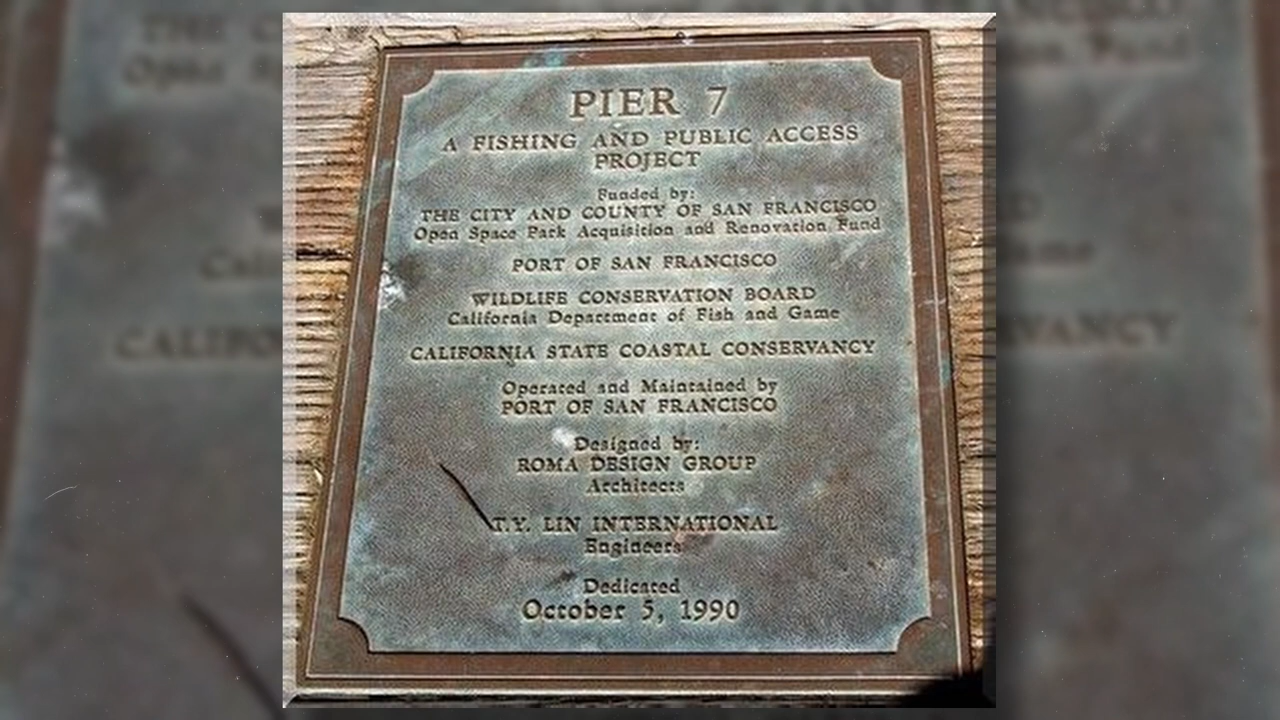 PIER 7
A FISHING AND PUBLIC ACCESS
PROJECT
Funded by:
THE CITY AND COUNTY OF SAN FRANCISCO
Open Space Park Acquisition and Renovation Fund
PORT OF SAN FRANCISCO
WILDLIFE CONSERVATION BOARD
California Department of Fish and Game
CALIFORNIA STATE COASTAL CONSERVANCY
Operated and Maintained by
PORT OF SAN FRANCISCO
Designed by:
ROMA DESIGN GROUP
Architects
T.Y. LIN INTERNATIONAL
Engineers
Dedicated
October 5, 1990